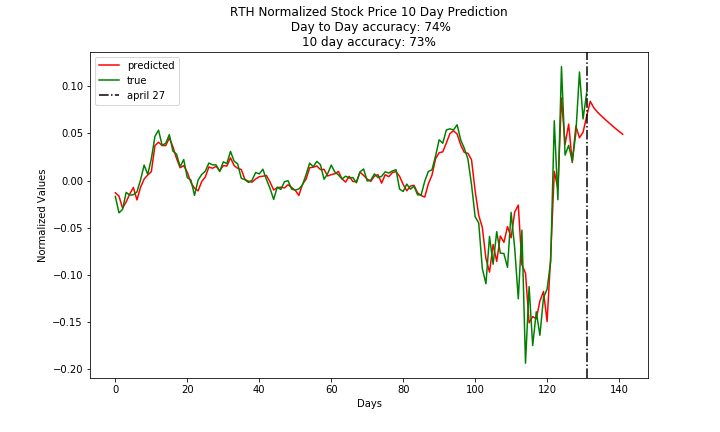 RTH Normalized Stock Price 10 Day Prediction
Day to Day accuracy: 74%
10 day accuracy: 73%
predicted
true
april 27
Normalized Values
0.10
0.05
0.00
−0.05
−0.10
−0.15
−0.20
0 20 40 60 80 100 120 140
Days